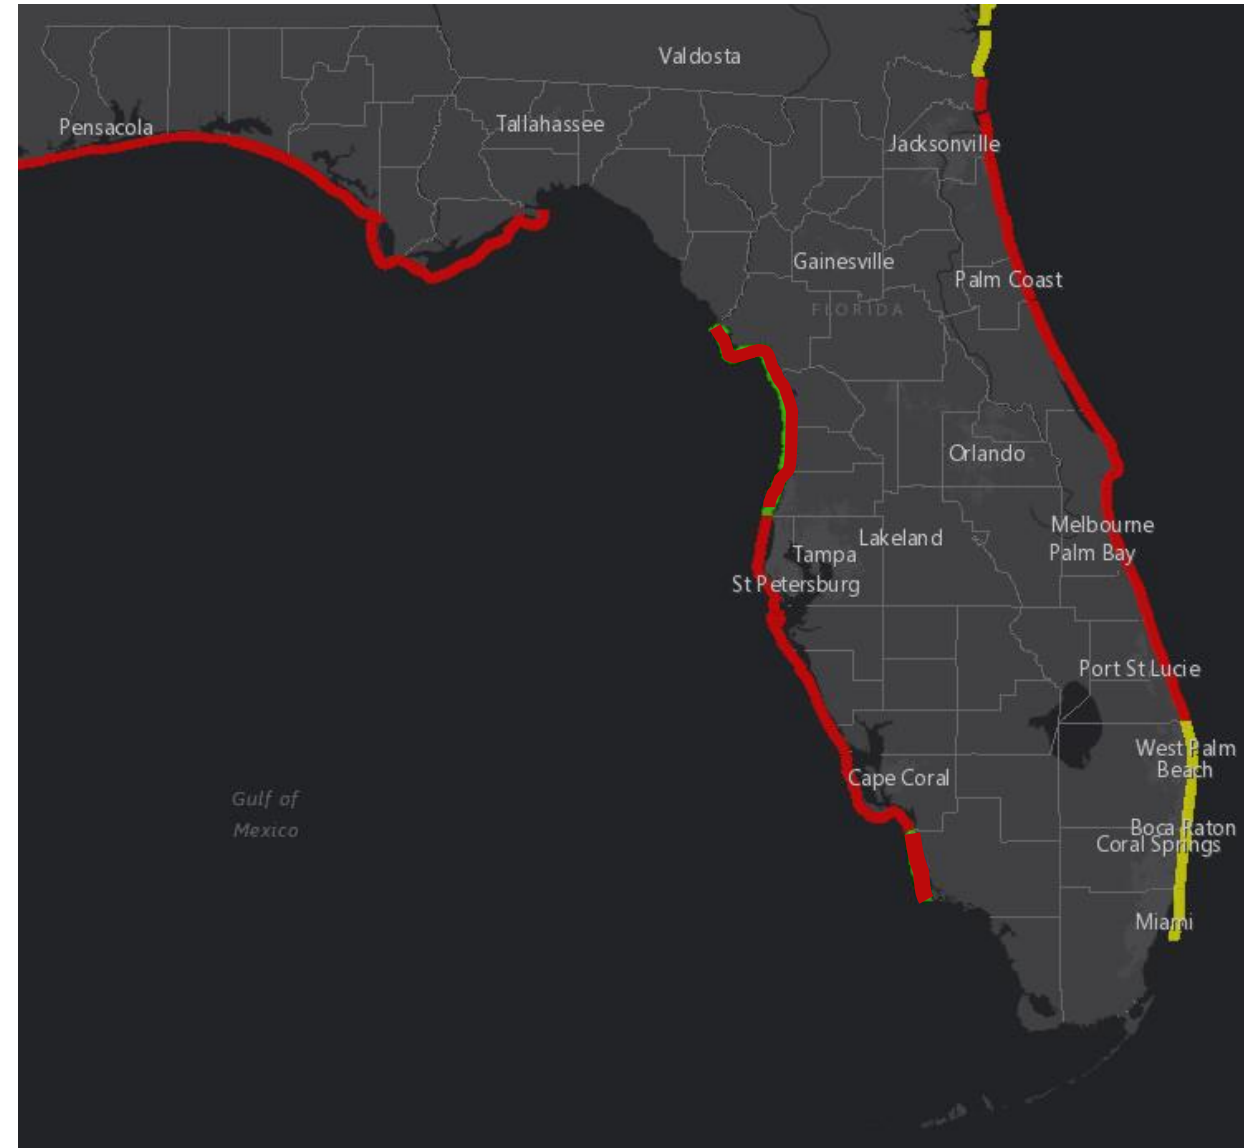 Valdosta
Pensacola
Tallahassee
Jacksonville
Gainesville
Palm Coast
FLORIDA
Orlando
Melbourne
Lakeland
Tampa
Palm Bay
St Petersburg
Port St Lucie
West Palm
Beach
Cape Coral
Gulf of
Mexico
Boca Raton
Coral Springs
Miami